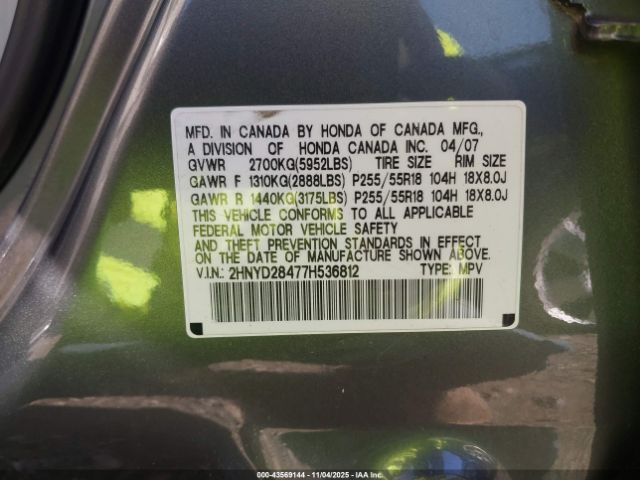 MFD. IN CANADA BY HONDA OF CANADA MFG.,
A DIVISION OF HONDA CANADA INC. 04/07
GVWR 2700KG(5952LBS) TIRE SIZE RIM SIZE
GAWR F 1310KG(2888LBS) P255/55R18 104H 18X8.0J
GAWR R 1440KG(3175LBS) P255/55R18 104H 18X8.0J
THIS VEHICLE CONFORMS TO ALL APPLICABLE
FEDERAL MOTOR VEHICLE SAFETY
AND BUMPER STANDARDS IN EFFECT
ON THE DATE OF MANUFACTURE SHOWN ABOVE.
V.I.N.: 2HNYD28477H536812 TYPE: MPV
000-43569144 - 11/04/2025 - IAA Inc.